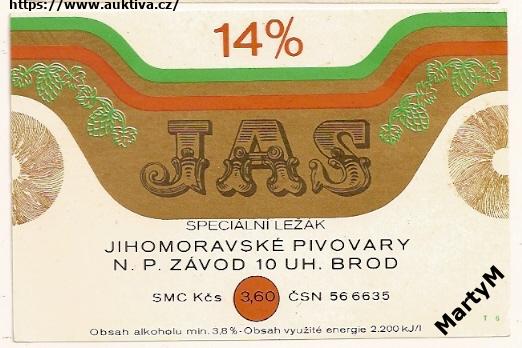 https://www.auktiva.cz/
14%
JAS
SPECIÁLNÍ LEŽÁK
JIHOMORAVSKÉ PIVOVARY
N. P. ZÁVOD 10 UH. BROD
SMC Kčs 3,60 ČSN 56 6635
Obsah alkoholu min. 3,8% - Obsah využité energie 2.200 kJ/l
T 6
MartyM